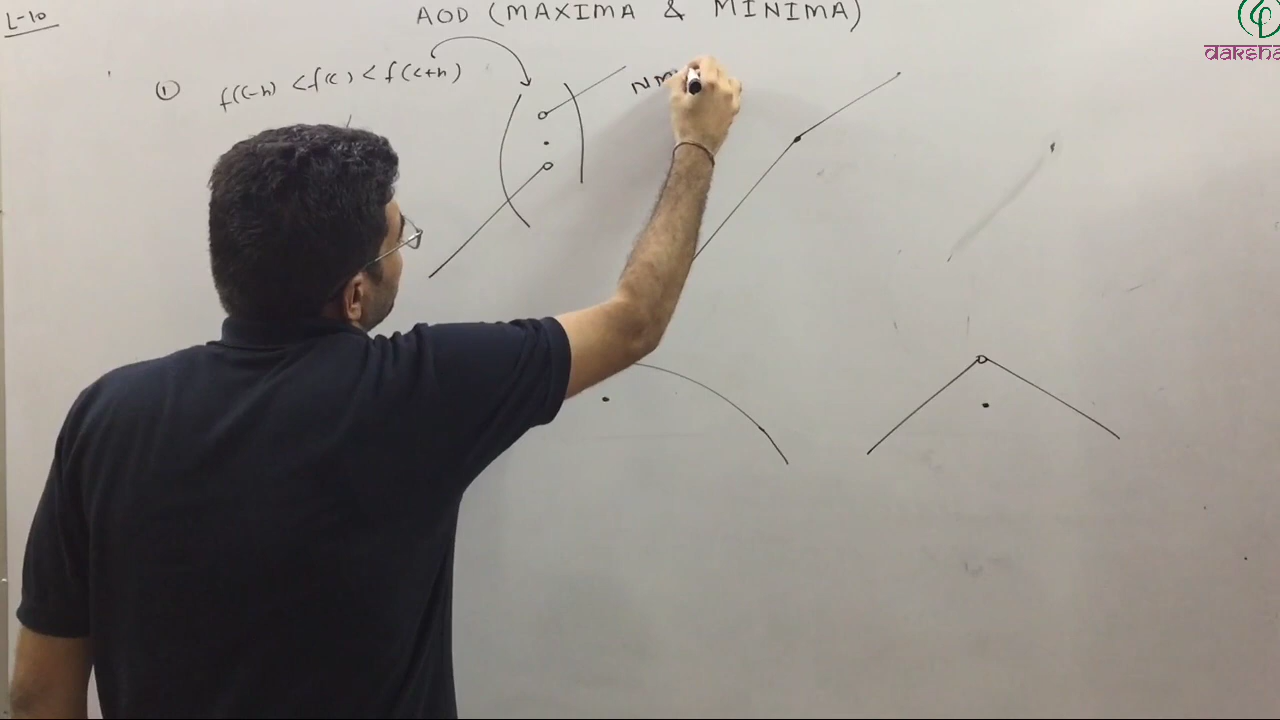 L-10
AOD (MAXIMA & MINIMA)
daksha
① f(c-h) < f(c) < f(c+h)